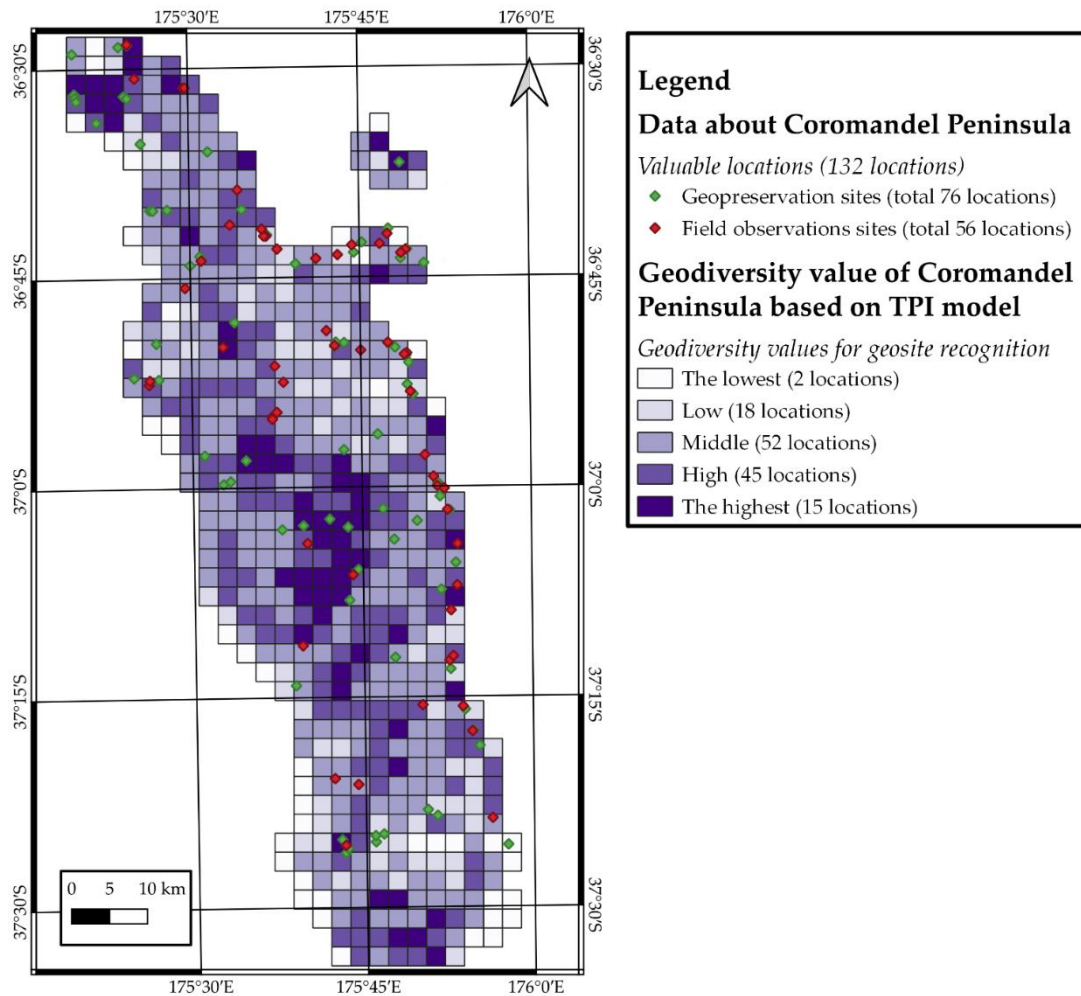 175°30'E 175°45'E 176°0'E
36°30'S 36°30'S
36°45'S 36°45'S
37°0'S 37°0'S
37°15'S 37°15'S
37°30'S 37°30'S
0 5 10 km
175°30'E 175°45'E 176°0'E
Legend
Data about Coromandel Peninsula
Valuable locations (132 locations)
Geopreservation sites (total 76 locations)
Field observations sites (total 56 locations)
Geodiversity value of Coromandel
Peninsula based on TPI model
Geodiversity values for geosite recognition
The lowest (2 locations)
Low (18 locations)
Middle (52 locations)
High (45 locations)
The highest (15 locations)